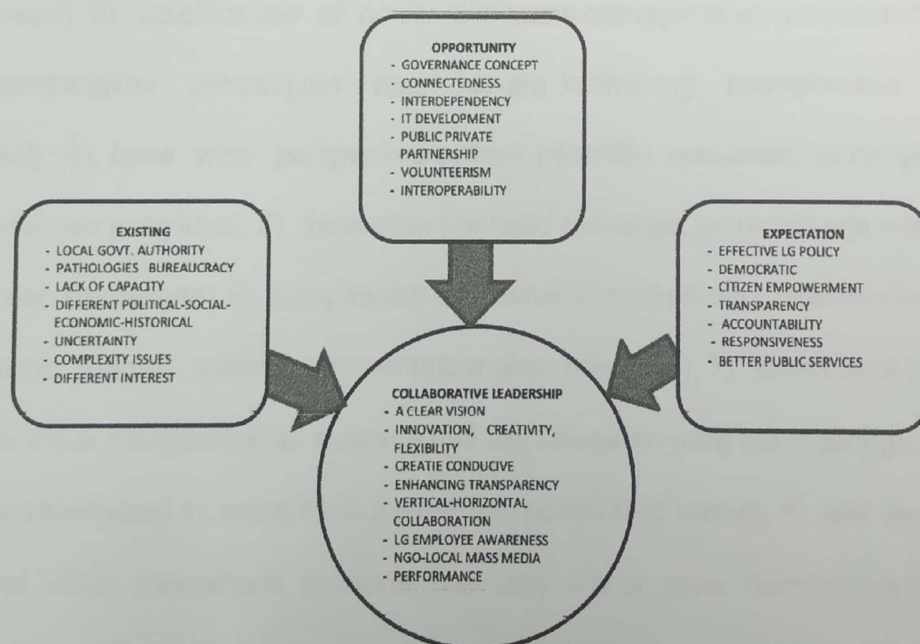 OPPORTUNITY
- GOVERNANCE CONCEPT
- CONNECTEDNESS
- INTERDEPENDENCY
- IT DEVELOPMENT
- PUBLIC PRIVATE
PARTNERSHIP
- VOLUNTEERISM
- INTEROPERABILITY
EXISTING
- LOCAL GOVT. AUTHORITY
- PATHOLOGIES BUREAUCRACY
- LACK OF CAPACITY
- DIFFERENT POLITICAL-SOCIAL-
ECONOMIC-HISTORICAL
- UNCERTAINTY
- COMPLEXITY ISSUES
- DIFFERENT INTEREST
EXPECTATION
- EFFECTIVE LG POLICY
- DEMOCRATIC
- CITIZEN EMPOWERMENT
- TRANSPARENCY
- ACCOUNTABILITY
- RESPONSIVENESS
- BETTER PUBLIC SERVICES
COLLABORATIVE LEADERSHIP
- A CLEAR VISION
- INNOVATION, CREATIVITY,
FLEXIBILITY
- CREATIE CONDUCIVE
- ENHANCING TRANSPARENCY
- VERTICAL-HORIZONTAL
COLLABORATION
- LG EMPLOYEE AWARENESS
- NGO-LOCAL MASS MEDIA
- PERFORMANCE